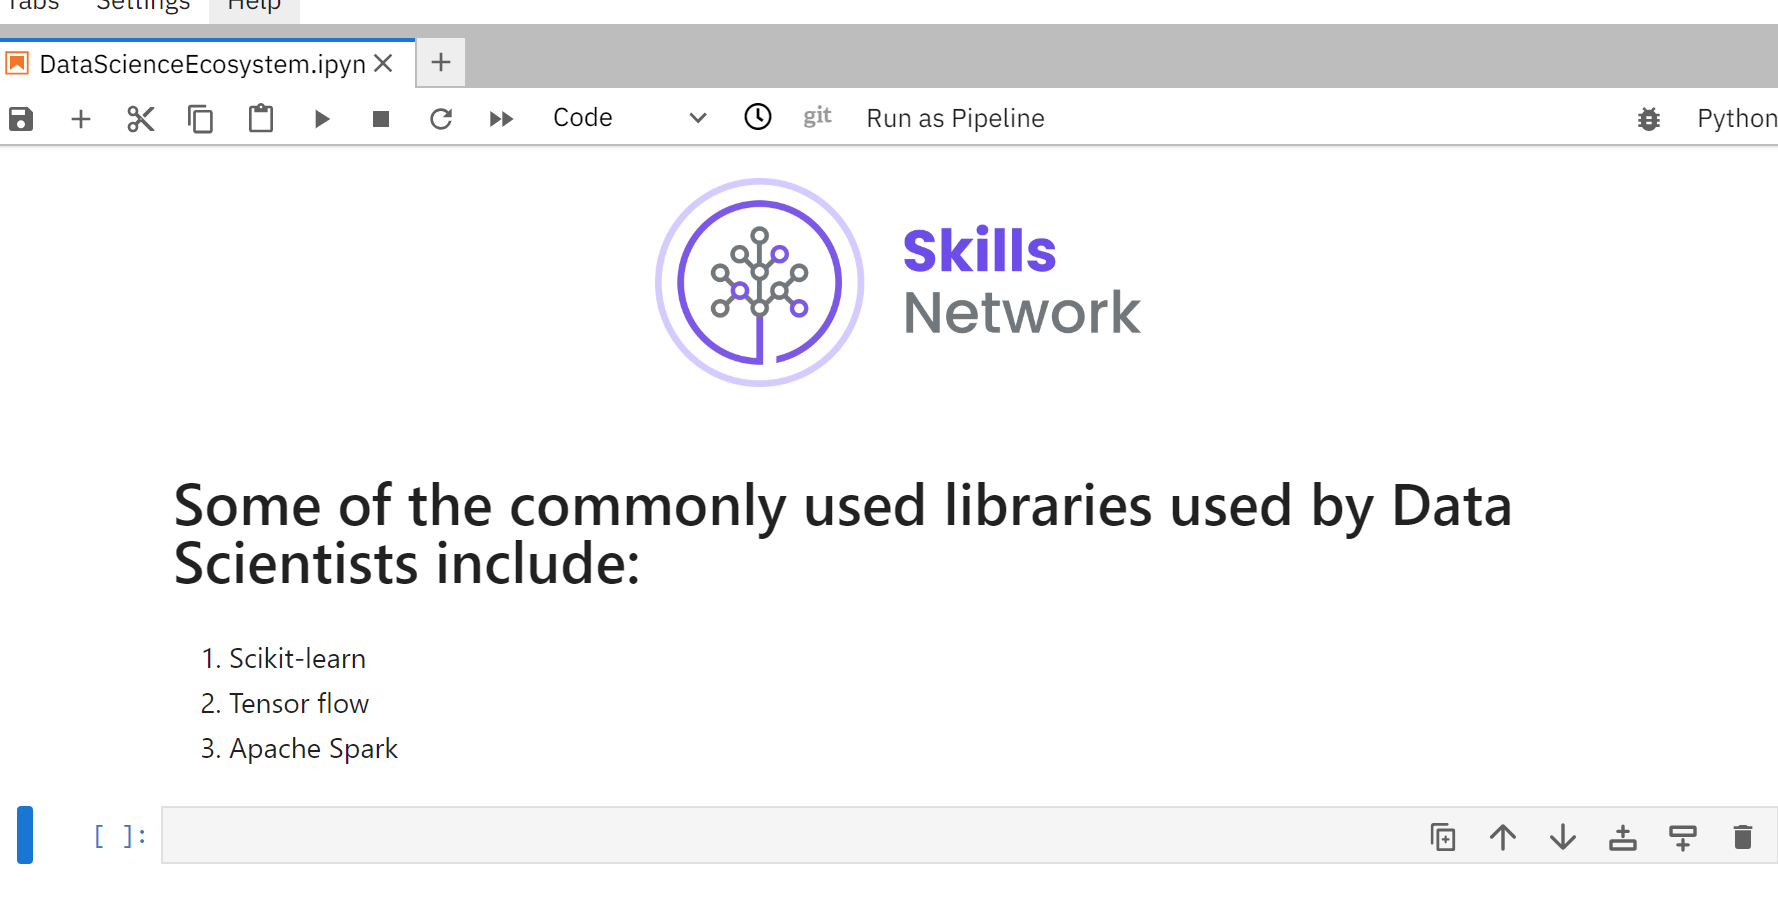 Tabs Settings Help
DataScienceEcosystem.ipyn
Code git Run as Pipeline Python
Skills
Network
Some of the commonly used libraries used by Data
Scientists include:
1. Scikit-learn
2. Tensor flow
3. Apache Spark
[ ]: